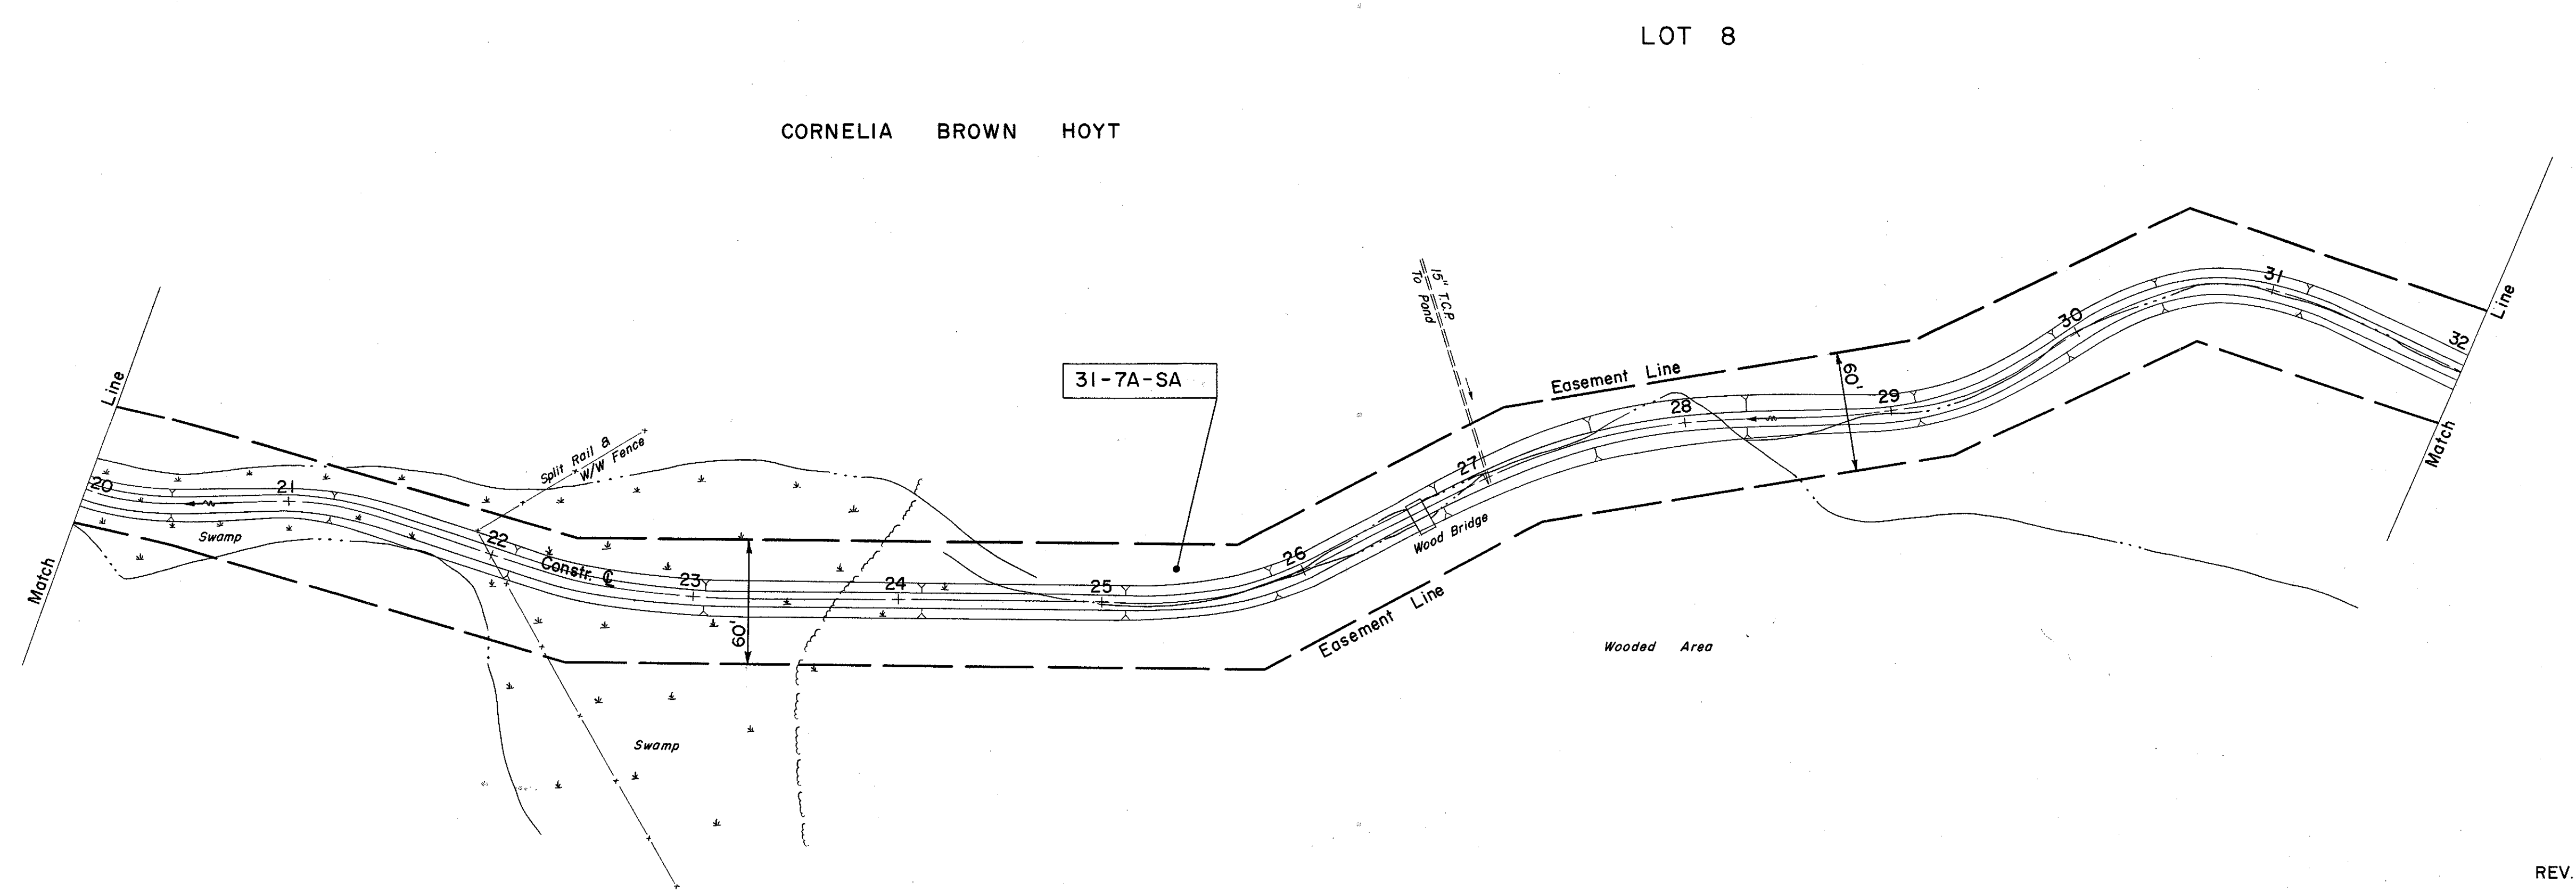 LOT 8
CORNELIA BROWN HOYT
Line
Match
20
21
Swamp
Split Rail &
W/W Fence
22
Constr. ℄
23
60'
24
25
Swamp
31-7A-SA
26
27
15" T.C.P.
To Pond
Wood Bridge
Easement Line
Easement Line
28
60'
29
30
31
32
Line
Match
Wooded Area
REV.